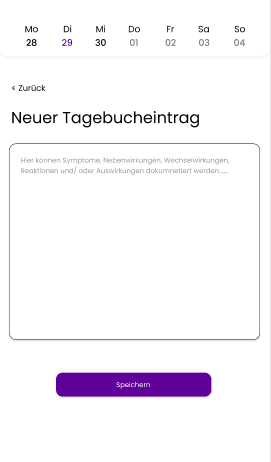 Mo Di Mi Do Fr Sa So
28 29 30 01 02 03 04
< Zurück
Neuer Tagebucheintrag
Hier können Symptome, Nebenwirkungen, Wechselwirkungen,
Reaktionen und/ oder Auswirkungen dokumnetiert werden......
Speichern